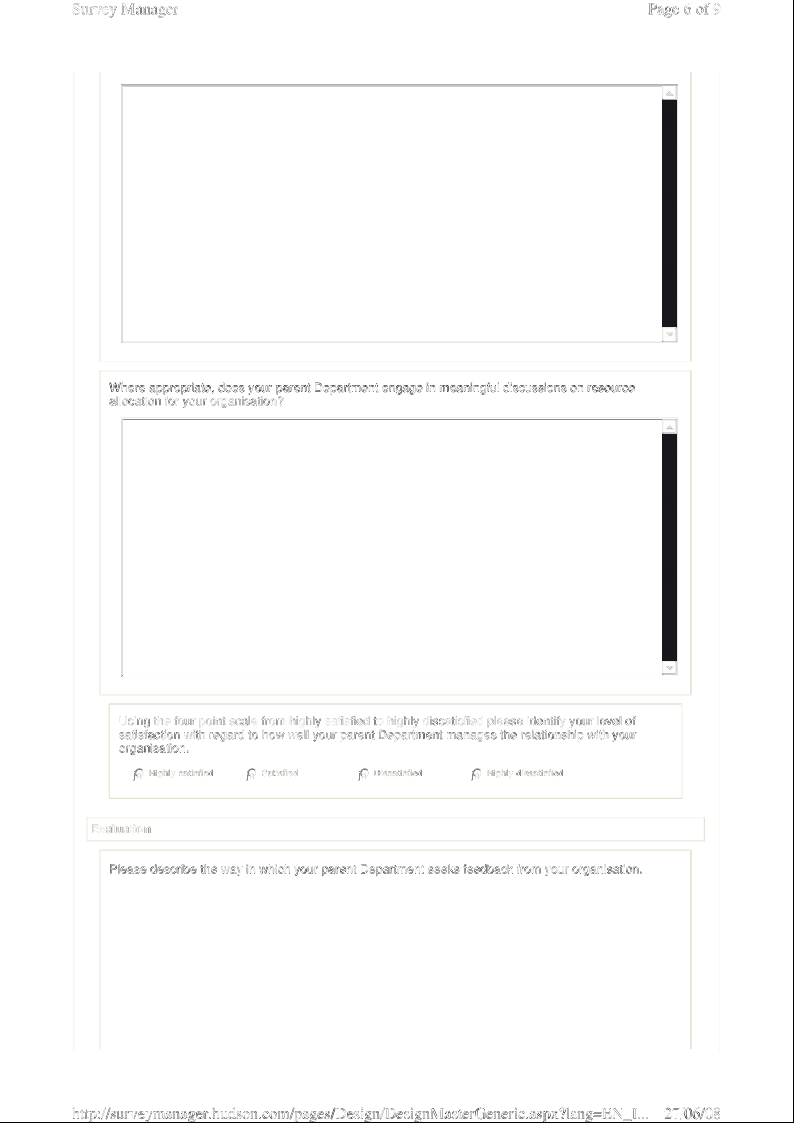 Survey Manager Page 6 of 9
Where appropriate, does your parent Department engage in meaningful discussions on resource
allocation for your organisation?
Using the four point scale from highly satisfied to highly dissatisfied please identify your level of
satisfaction with regard to how well your parent Department manages the relationship with your
organisation.
Highly satisfied Satisfied Dissatisfied Highly dissatisfied
Evaluation
Please describe the way in which your parent Department seeks feedback from your organisation.
http://surveymanager.hudson.com/pages/Design/DesignMasterGeneric.aspx?lang=EN_I... 27/06/08